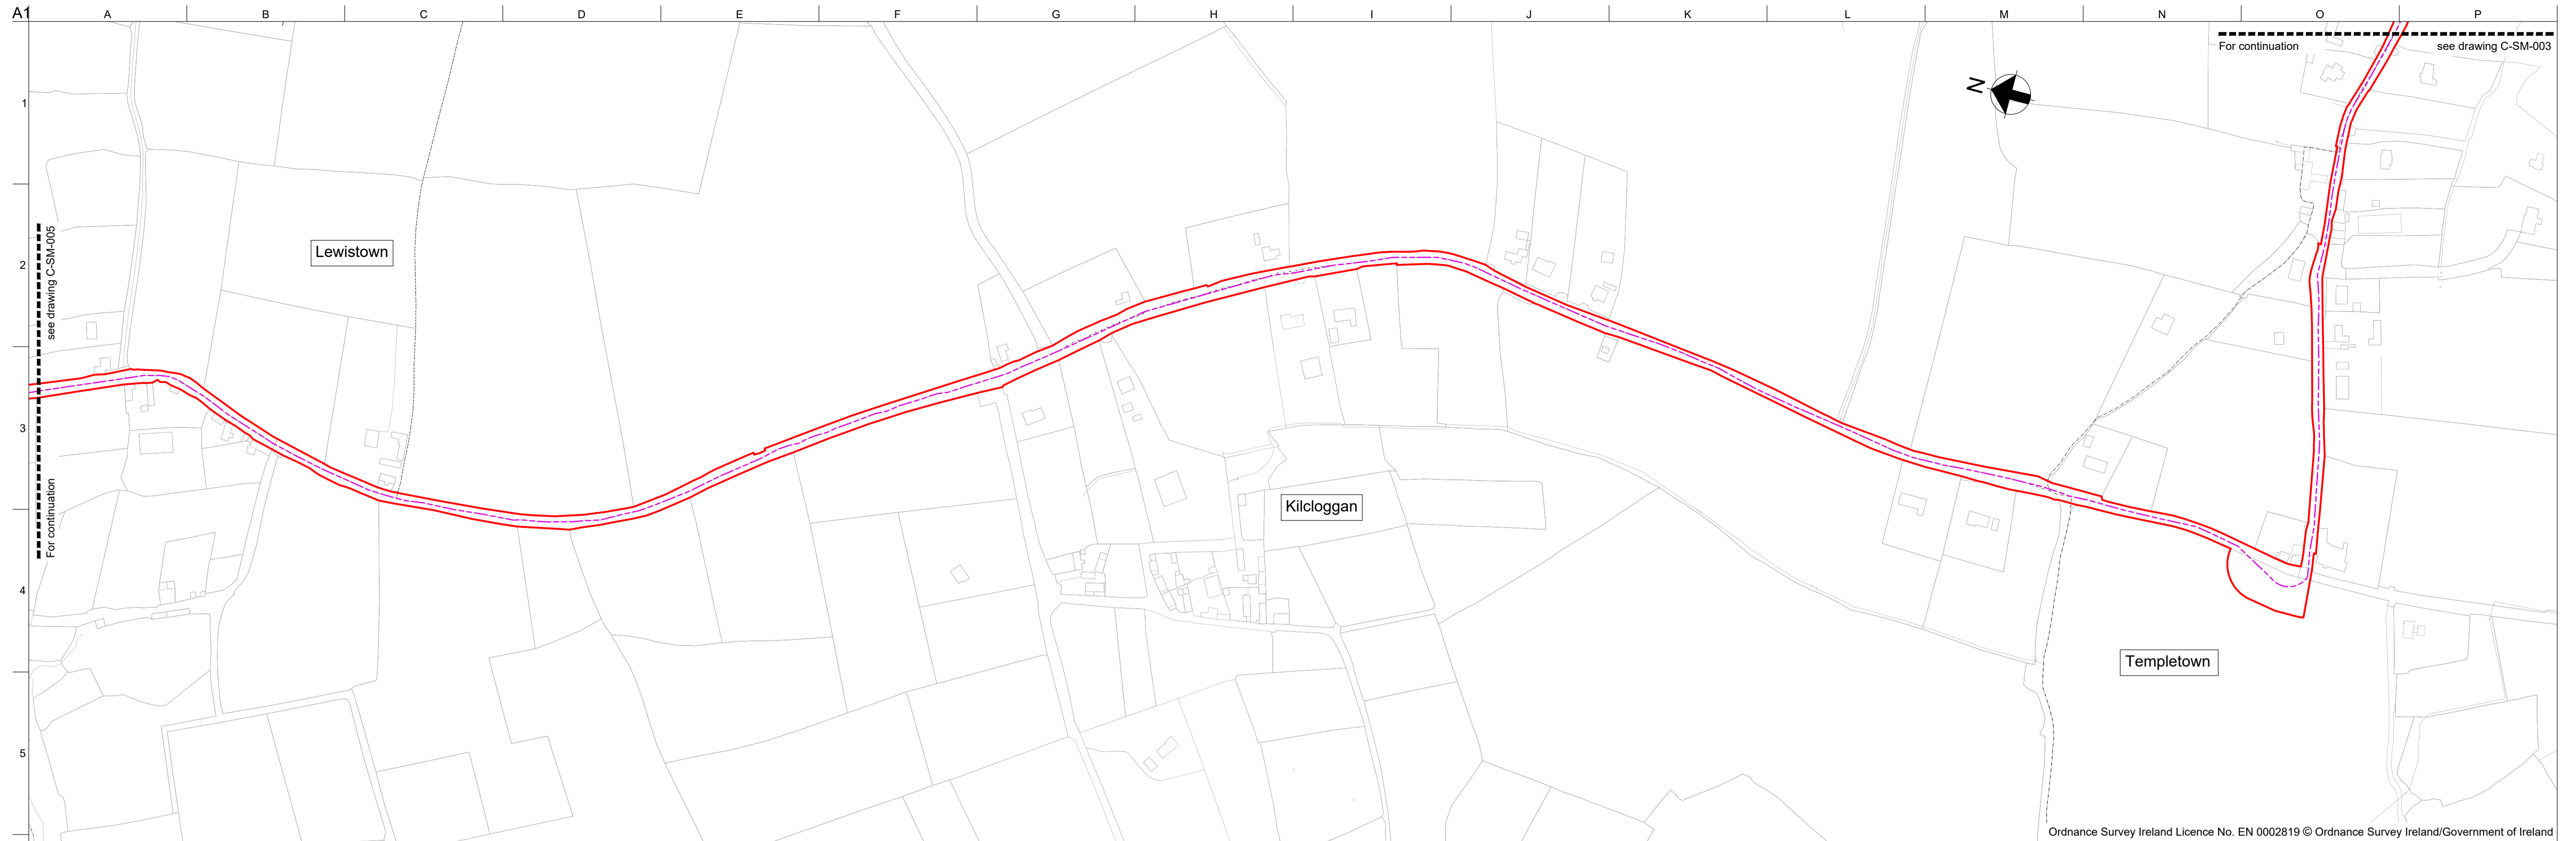 A1
A B C D E F G H I J K L M N O P
For continuation see drawing C-SM-003
N
1
2
3
4
5
see drawing C-SM-005
For continuation
Lewistown
Kilcloggan
Templetown
Ordnance Survey Ireland Licence No. EN 0002819 © Ordnance Survey Ireland/Government of Ireland